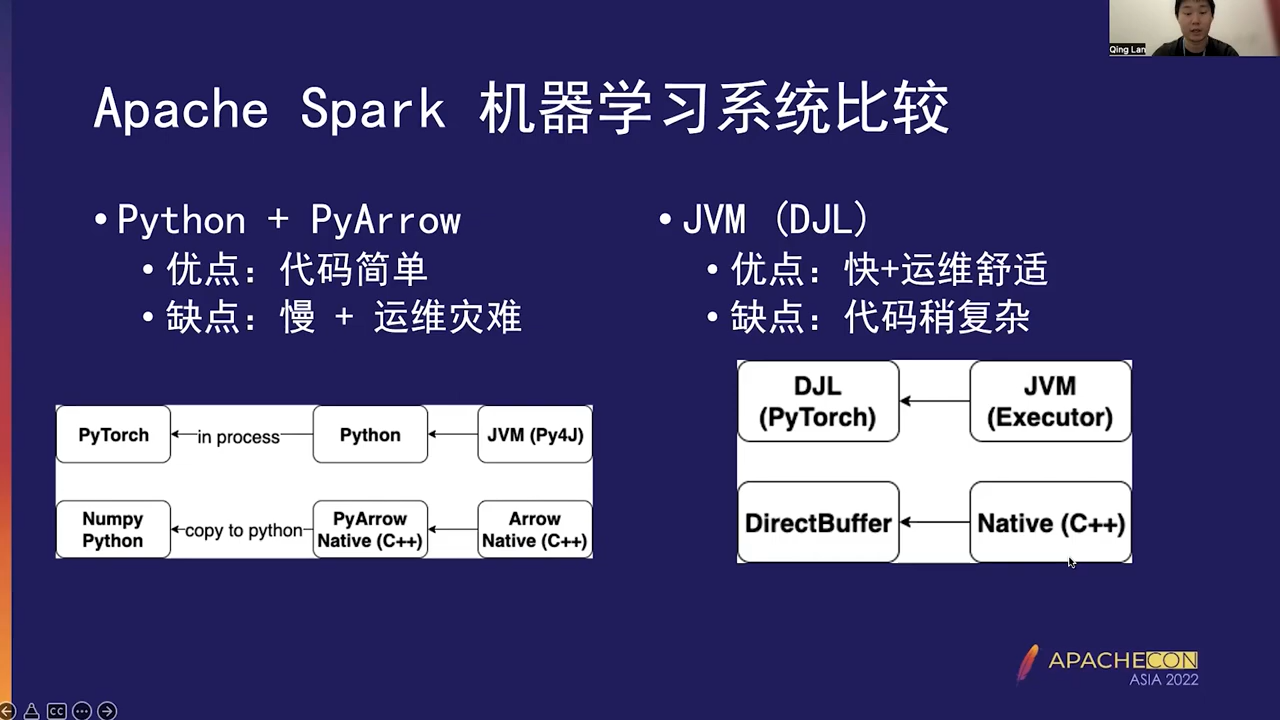 Qing Lan
Apache Spark 机器学习系统比较
• Python + PyArrow
• 优点：代码简单
• 缺点：慢 + 运维灾难
• JVM (DJL)
• 优点：快+运维舒适
• 缺点：代码稍复杂
PyTorch
in process
Python
JVM (Py4J)
Numpy
Python
copy to python
PyArrow
Native (C++)
Arrow
Native (C++)
DJL
(PyTorch)
JVM
(Executor)
DirectBuffer
Native (C++)
APACHECON
ASIA 2022
CC